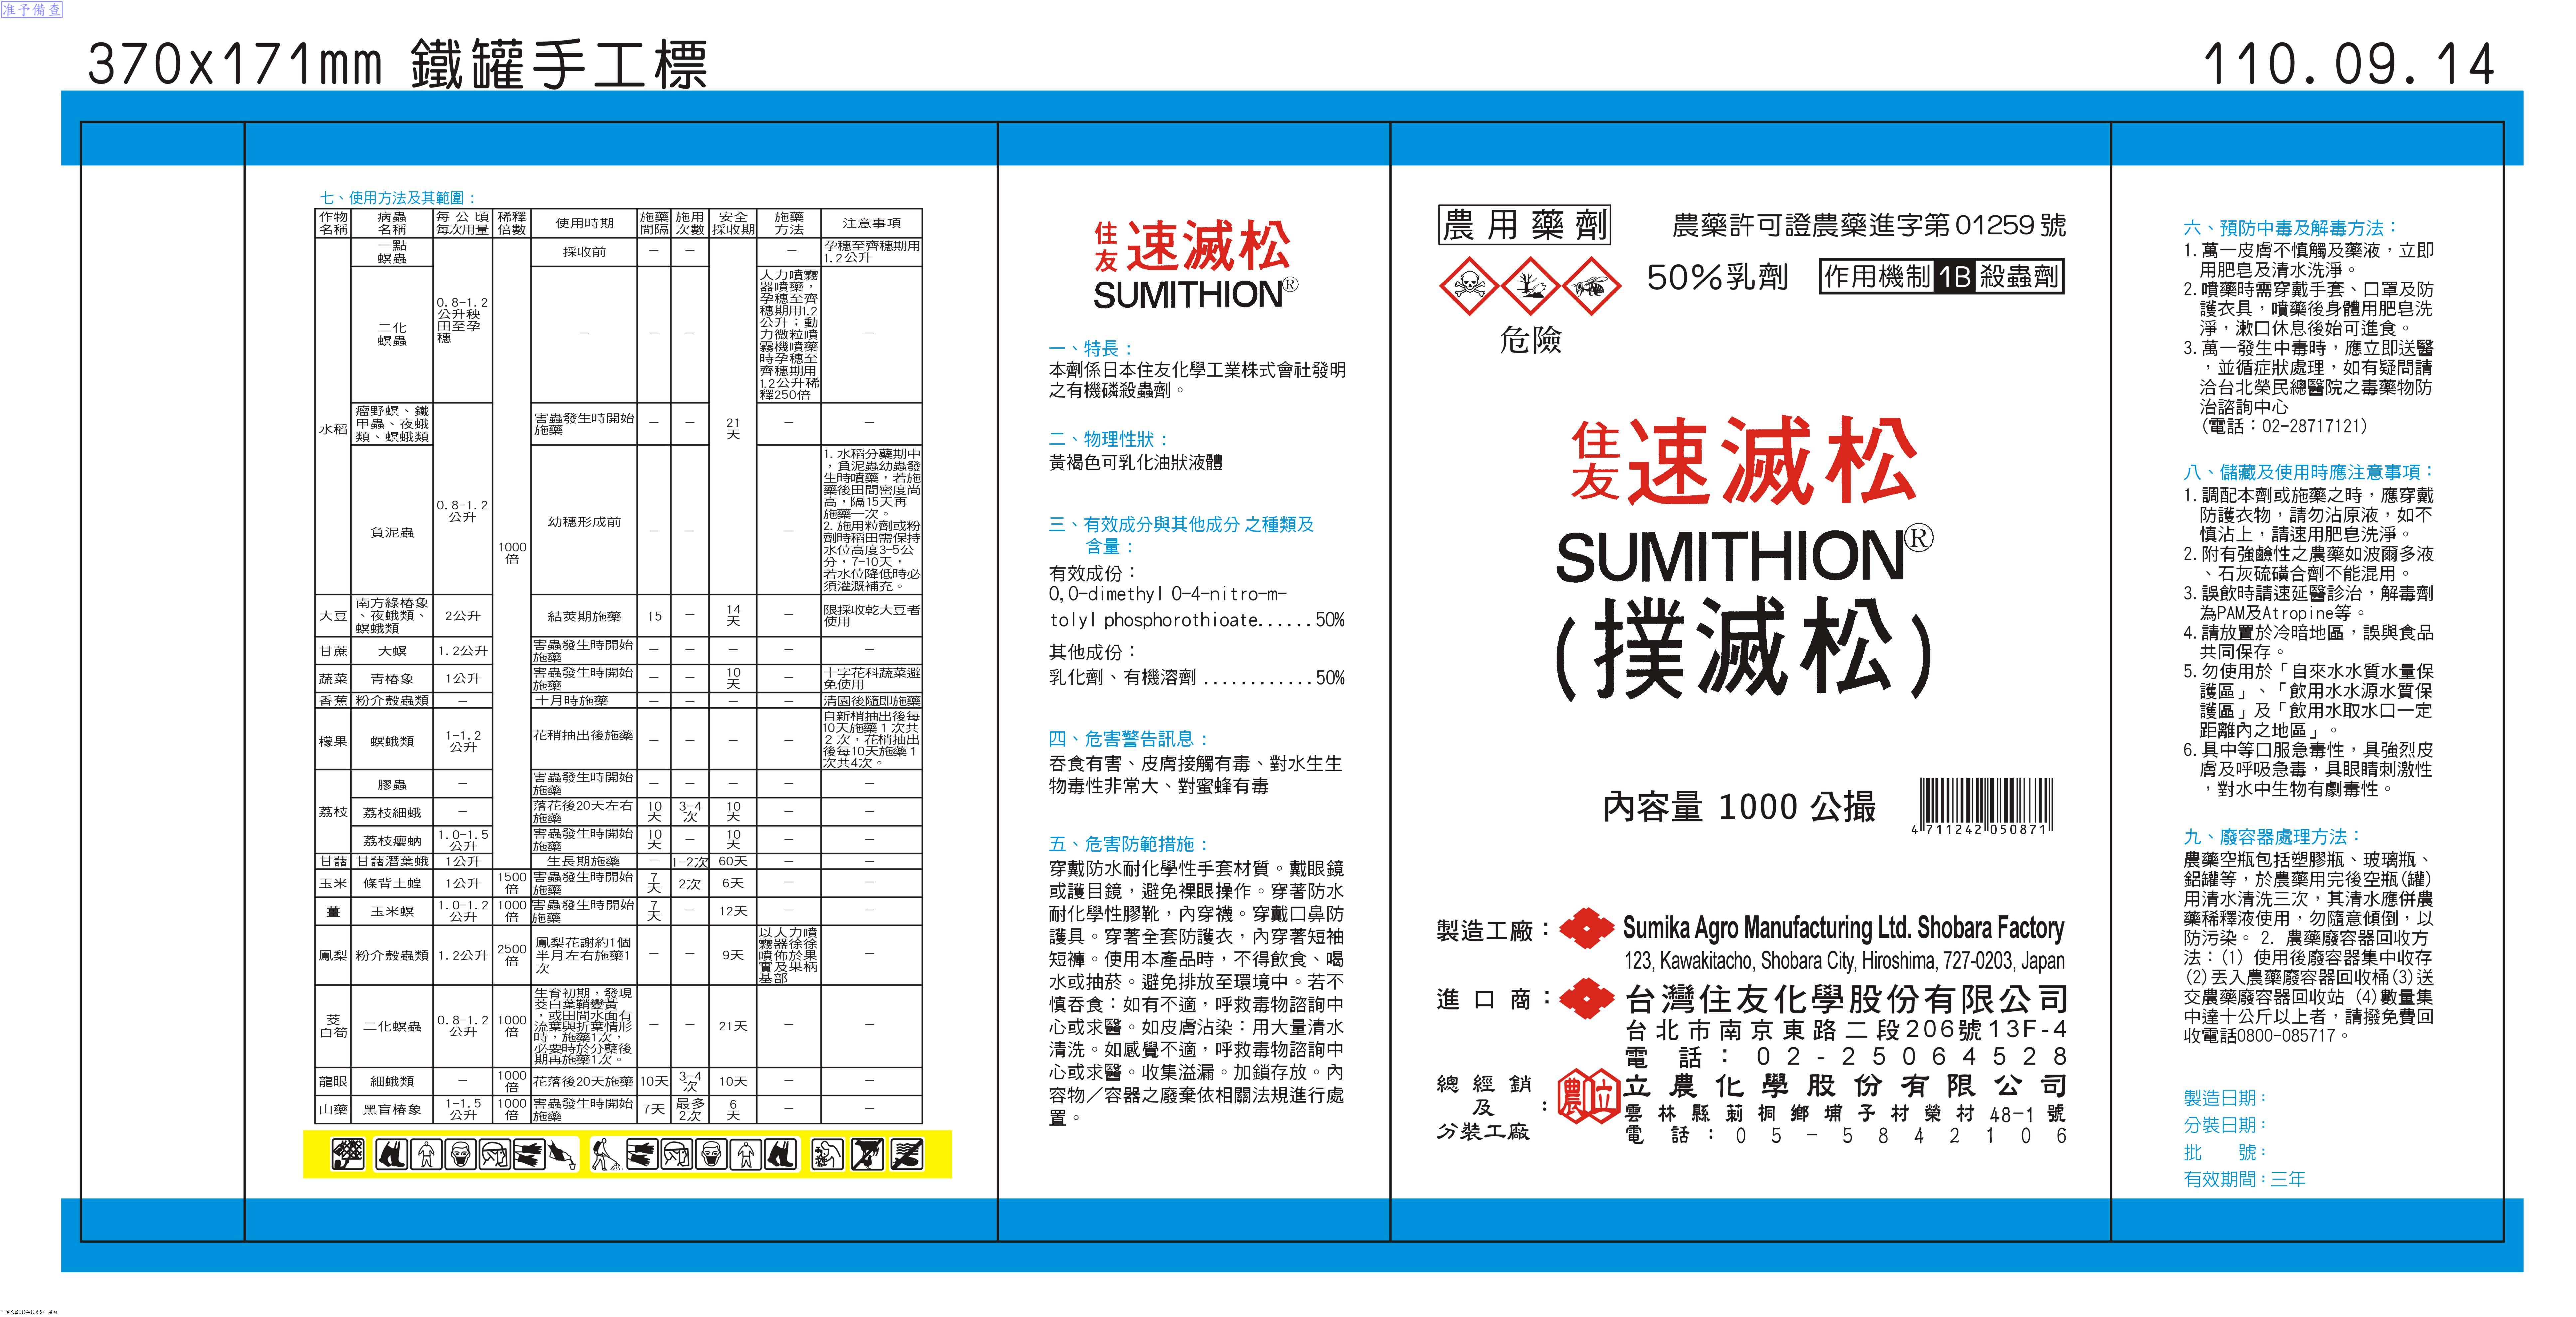 准予備查
370x171mm 鐵罐手工標
110.09.14
七、使用方法及其範圍：
作物名稱 病蟲名稱 每公頃每次用量 稀釋倍數 使用時期 施藥間隔 施用次數 安全採收期 施藥方法 注意事項
水稻 一點螟蟲 0.8-1.2公升秧田至孕穗 1000倍 採收前 － － 21天 － 孕穗至齊穗期用1.2公升
二化螟蟲 － － － 人力噴霧器噴藥，孕穗至齊穗期用1.2公升；動力微粒噴霧機噴藥時孕穗至齊穗期用1.2公升稀釋250倍 －
瘤野螟、鐵甲蟲、夜蛾類、螟蛾類 0.8-1.2公升 害蟲發生時開始施藥 － － － －
負泥蟲 幼穗形成前 － － － 1.水稻分蘗期中，負泥蟲幼蟲發生時噴藥，若施藥後田間密度尚高，隔15天再施藥一次。2.施用粒劑或粉劑時稻田需保持水位高度3-5公分，7-10天，若水位降低時必須灌溉補充。
大豆 南方綠椿象、夜蛾類、螟蛾類 2公升 結莢期施藥 15 － 14天 － 限採收乾大豆者使用
甘蔗 大螟 1.2公升 害蟲發生時開始施藥 － － － － －
蔬菜 青椿象 1公升 害蟲發生時開始施藥 － － 10天 － 十字花科蔬菜避免使用
香蕉 粉介殼蟲類 － 十月時施藥 － － － － 清園後隨即施藥
檬果 螟蛾類 1-1.2公升 花稍抽出後施藥 － － － － 自新梢抽出後每10天施藥1次共2次，花梢抽出後每10天施藥1次共4次。
荔枝 膠蟲 － 害蟲發生時開始施藥 － － － － －
荔枝細蛾 － 落花後20天左右施藥 10天 3-4次 10天 － －
荔枝癭蚋 1.0-1.5公升 害蟲發生時開始施藥 10天 － 10天 － －
甘藷 甘藷潛葉蛾 1公升 生長期施藥 － 1-2次 60天 － －
玉米 條背土蝗 1公升 1500倍 害蟲發生時開始施藥 7天 2次 6天 － －
薑 玉米螟 1.0-1.2公升 1000倍 害蟲發生時開始施藥 7天 － 12天 － －
鳳梨 粉介殼蟲類 1.2公升 2500倍 鳳梨花謝約1個半月左右施藥1次 － － 9天 以人力噴霧器徐徐噴佈於果實及果柄基部 －
茭白筍 二化螟蟲 0.8-1.2公升 1000倍 生育初期，發現茭白葉鞘變黃，或田間水面有流葉與折葉情形時，施藥1次，必要時於分蘗後期再施藥1次。 － － 21天 － －
龍眼 細蛾類 － 1000倍 花落後20天施藥 10天 3-4次 10天 － －
山藥 黑盲椿象 1-1.5公升 1000倍 害蟲發生時開始施藥 7天 最多2次 6天 － －
住友 速滅松
SUMITHION®
一、特長：
本劑係日本住友化學工業株式會社發明
之有機磷殺蟲劑。
二、物理性狀：
黃褐色可乳化油狀液體
三、有效成分與其他成分之種類及
含量：
有效成份：
O,O-dimethyl O-4-nitro-m-
tolyl phosphorothioate......50%
其他成份：
乳化劑、有機溶劑............50%
四、危害警告訊息：
吞食有害、皮膚接觸有毒、對水生生
物毒性非常大、對蜜蜂有毒
五、危害防範措施：
穿戴防水耐化學性手套材質。戴眼鏡
或護目鏡，避免裸眼操作。穿著防水
耐化學性膠靴，內穿襪。穿戴口鼻防
護具。穿著全套防護衣，內穿著短袖
短褲。使用本產品時，不得飲食、喝
水或抽菸。避免排放至環境中。若不
慎吞食：如有不適，呼救毒物諮詢中
心或求醫。如皮膚沾染：用大量清水
清洗。如感覺不適，呼救毒物諮詢中
心或求醫。收集溢漏。加鎖存放。內
容物／容器之廢棄依相關法規進行處
置。
農用藥劑
農藥許可證農藥進字第01259號
50%乳劑
作用機制 1B 殺蟲劑
危險
住友 速滅松
SUMITHION®
(撲滅松)
內容量 1000 公撮
4 711242 050871
製造工廠： Sumika Agro Manufacturing Ltd. Shobara Factory
123, Kawakitacho, Shobara City, Hiroshima, 727-0203, Japan
進口商： 台灣住友化學股份有限公司
台北市南京東路二段206號13F-4
電話：02-25064528
總經銷及分裝工廠： 農立 立農化學股份有限公司
雲林縣莿桐鄉埔子村榮村48-1號
電話：05-5842106
六、預防中毒及解毒方法：
1.萬一皮膚不慎觸及藥液，立即
用肥皂及清水洗淨。
2.噴藥時需穿戴手套、口罩及防
護衣具，噴藥後身體用肥皂洗
淨，漱口休息後始可進食。
3.萬一發生中毒時，應立即送醫
，並循症狀處理，如有疑問請
洽台北榮民總醫院之毒藥物防
治諮詢中心
(電話：02-28717121)
八、儲藏及使用時應注意事項：
1.調配本劑或施藥之時，應穿戴
防護衣物，請勿沾原液，如不
慎沾上，請速用肥皂洗淨。
2.附有強鹼性之農藥如波爾多液
、石灰硫磺合劑不能混用。
3.誤飲時請速延醫診治，解毒劑
為PAM及Atropine等。
4.請放置於冷暗地區，誤與食品
共同保存。
5.勿使用於「自來水水質水量保
護區」、「飲用水水源水質保
護區」及「飲用水取水口一定
距離內之地區」。
6.具中等口服急毒性，具強烈皮
膚及呼吸急毒，具眼睛刺激性
，對水中生物有劇毒性。
九、廢容器處理方法：
農藥空瓶包括塑膠瓶、玻璃瓶、
鋁罐等，於農藥用完後空瓶(罐)
用清水清洗三次，其清水應併農
藥稀釋液使用，勿隨意傾倒，以
防污染。 2. 農藥廢容器回收方
法：(1) 使用後廢容器集中收存
(2)丟入農藥廢容器回收桶(3)送
交農藥廢容器回收站 (4)數量集
中達十公斤以上者，請撥免費回
收電話0800-085717。
製造日期：
分裝日期：
批　號：
有效期間：三年